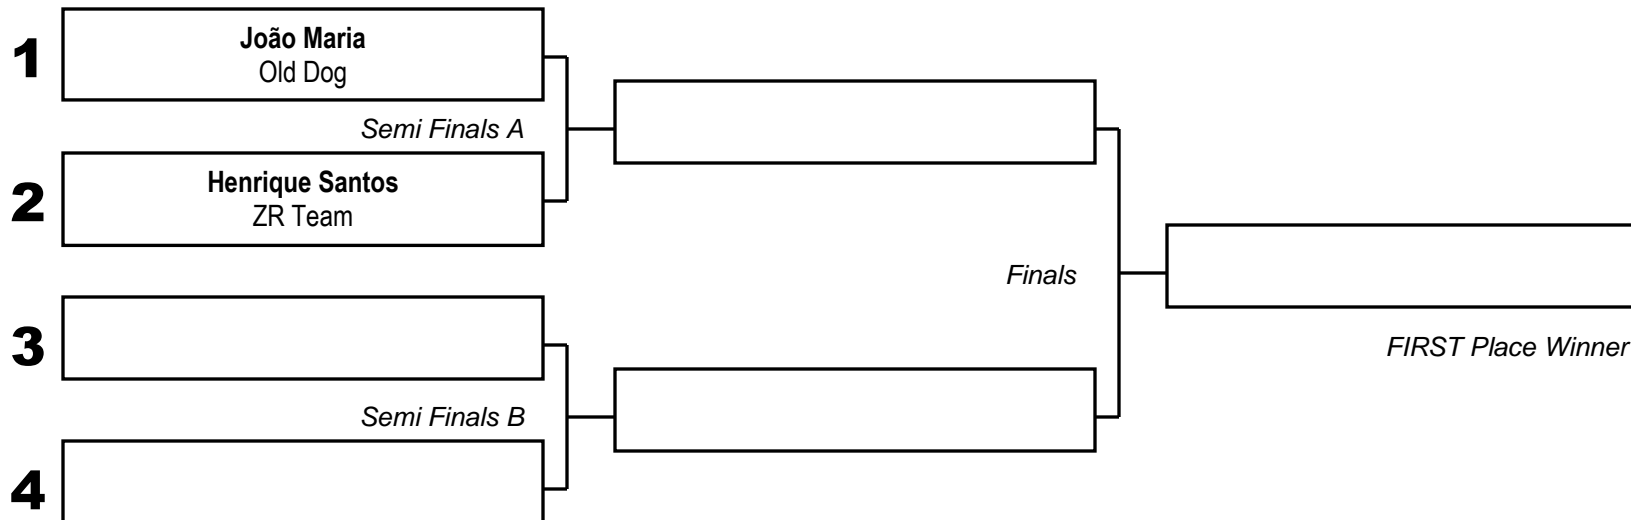 1
João Maria
Old Dog
Semi Finals A
2
Henrique Santos
ZR Team
Finals
3
FIRST Place Winner
Semi Finals B
4